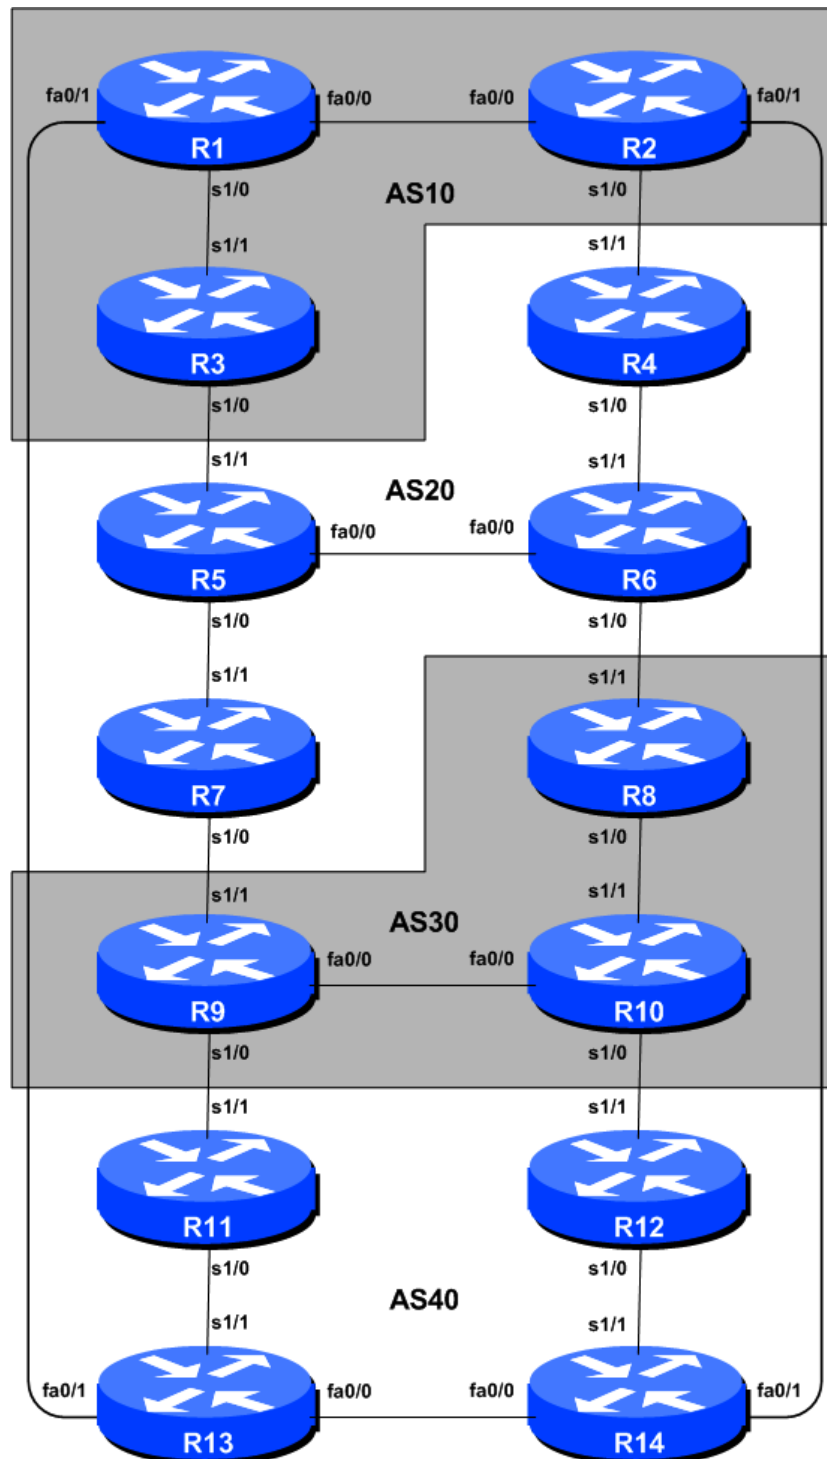 fa0/1 fa0/0 fa0/0 fa0/1
R1 R2
s1/0 AS10 s1/0
s1/1 s1/1
R3 R4
s1/0 s1/0
s1/1 AS20 s1/1
fa0/0 fa0/0
R5 R6
s1/0 s1/0
s1/1 s1/1
R7 R8
s1/0 s1/0
s1/1 AS30 s1/1
fa0/0 fa0/0
R9 R10
s1/0 s1/0
s1/1 s1/1
R11 R12
s1/0 s1/0
AS40
s1/1 s1/1
fa0/1 fa0/0 fa0/0 fa0/1
R13 R14